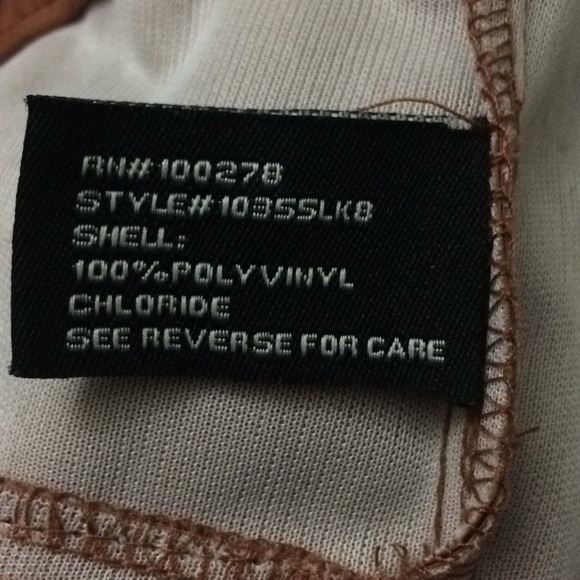 RN#100278
STYLE#1035SLK8
SHELL:
100%POLYVINYL
CHLORIDE
SEE REVERSE FOR CARE